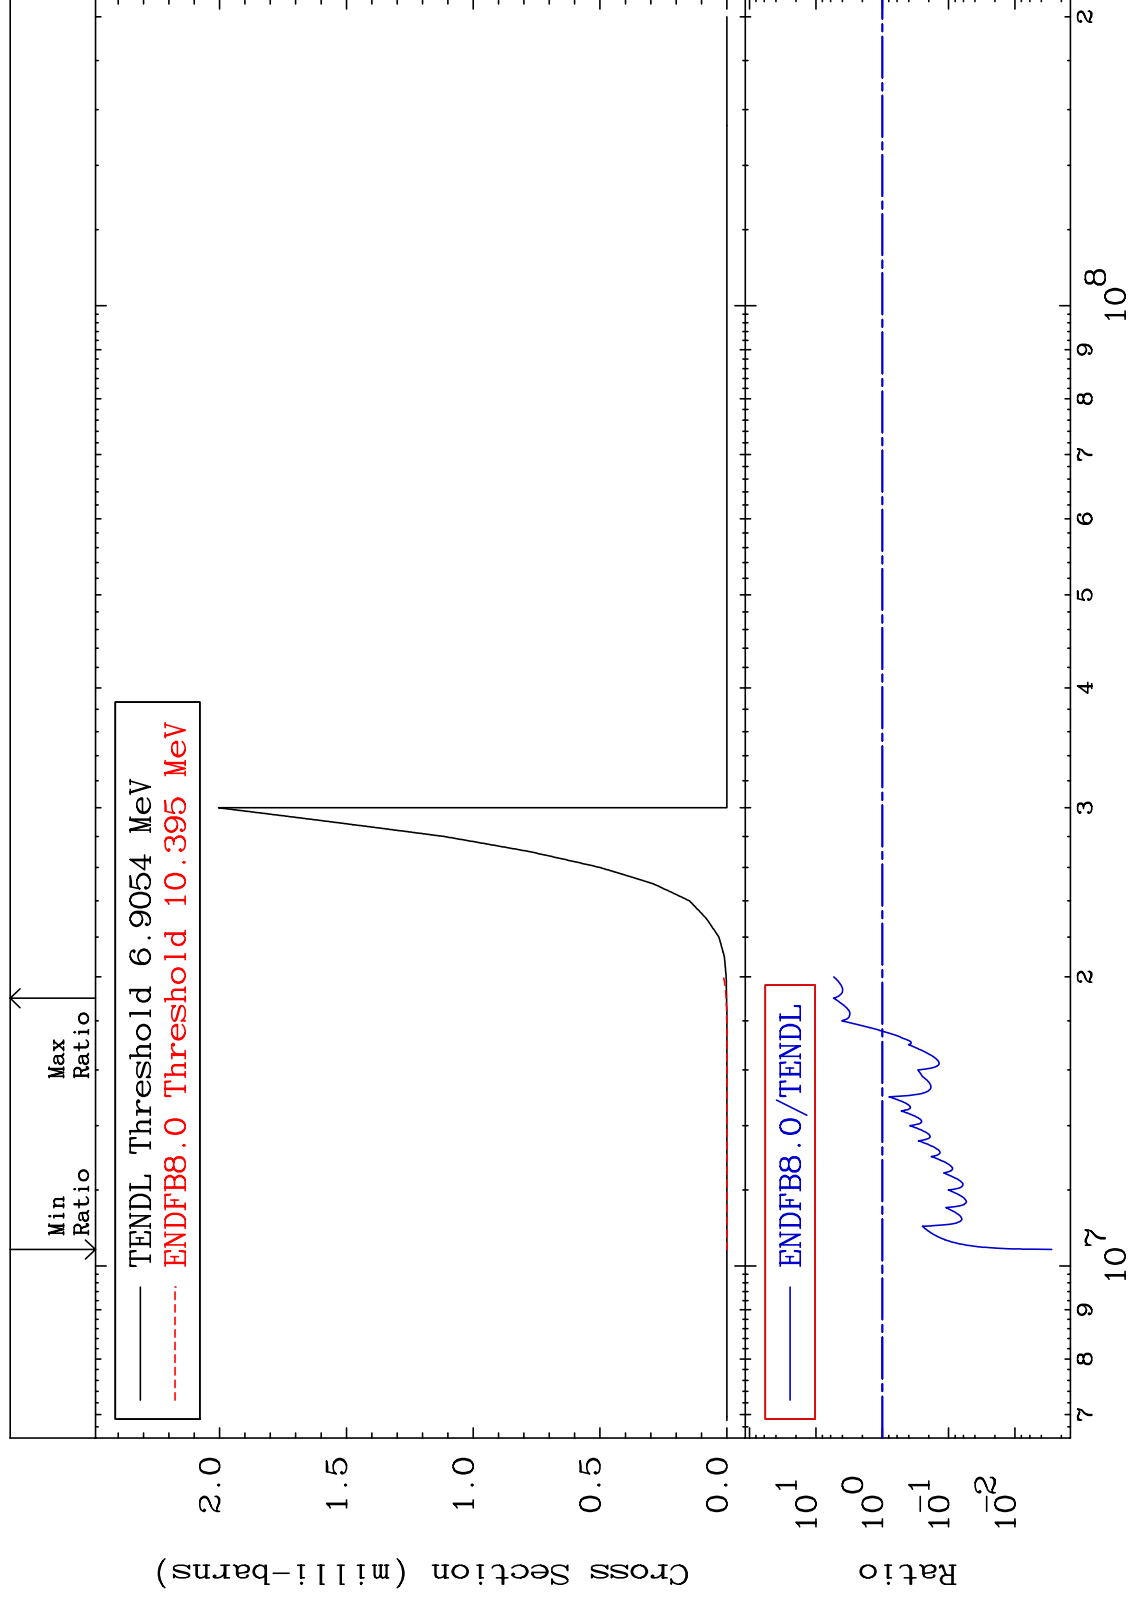 Min
Ratio
Max
Ratio
TENDL Threshold 6.9054 MeV
ENDFB8.0 Threshold 10.395 MeV
Cross Section (milli-barns)
2.0
1.5
1.0
0.5
0.0
ENDFB8.0/TENDL
Ratio
10^1
10^0
10^-1
10^-2
7 8 9 10^7 2 3 4 5 6 7 8 9 10^8 2